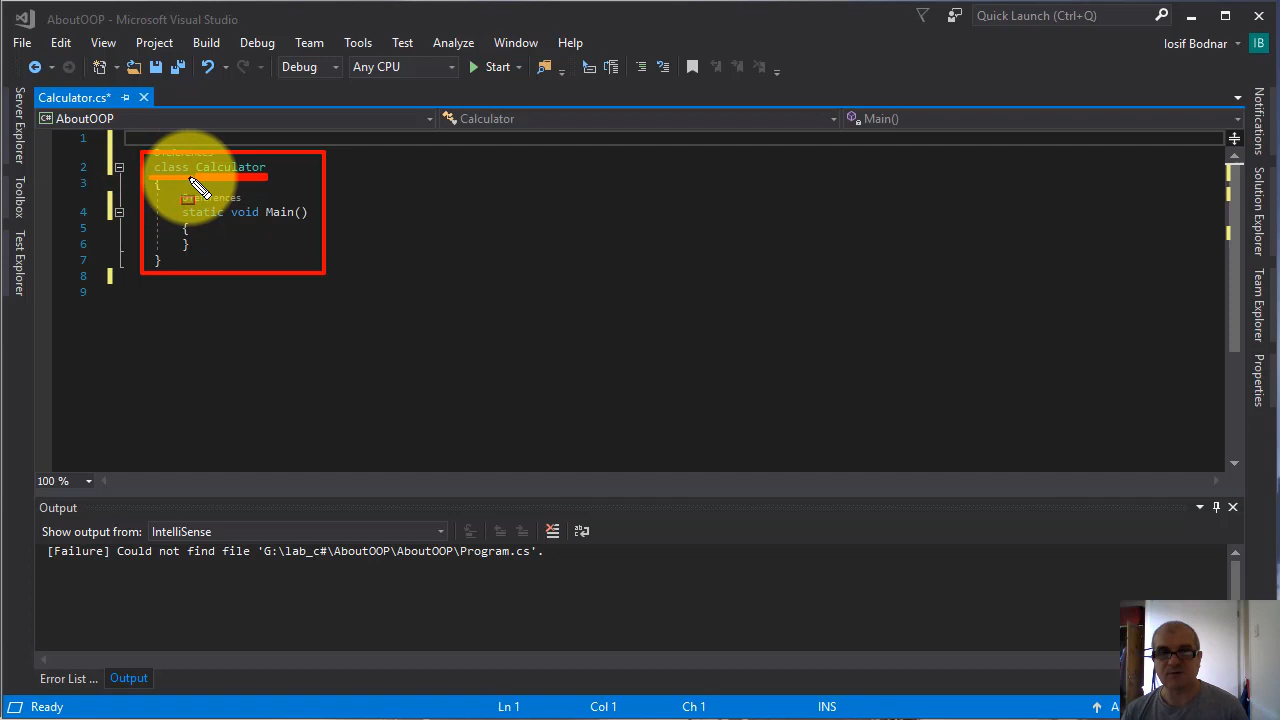 AboutOOP - Microsoft Visual Studio
Quick Launch (Ctrl+Q)
File Edit View Project Build Debug Team Tools Test Analyze Window Help
Iosif Bodnar IB
Debug Any CPU Start
Calculator.cs*
C# AboutOOP Calculator Main()
Server Explorer
Toolbox
Test Explorer
1
2 class Calculator
3 {
4 static void Main()
5 {
6 }
7 }
8
9
Notifications
Solution Explorer
Team Explorer
Properties
100 %
Output
Show output from: IntelliSense
[Failure] Could not find file 'G:\lab_c#\AboutOOP\AboutOOP\Program.cs'.
Error List ... Output
Ready Ln 1 Col 1 Ch 1 INS